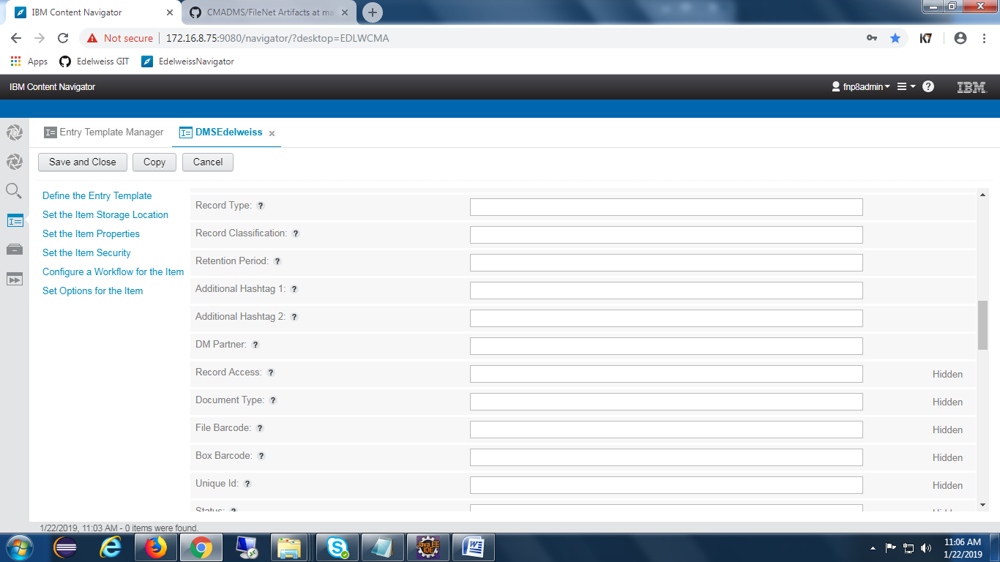 IBM Content Navigator
CMADMS/FileNet Artifacts at ma
Not secure 172.16.8.75:9080/navigator/?desktop=EDLWCMA
K7
Apps Edelweiss GIT EdelweissNavigator
IBM Content Navigator fnp8admin ? IBM.
Entry Template Manager DMSEdelweiss
Save and Close Copy Cancel
Define the Entry Template
Set the Item Storage Location
Set the Item Properties
Set the Item Security
Configure a Workflow for the Item
Set Options for the Item
Record Type: ?
Record Classification: ?
Retention Period: ?
Additional Hashtag 1: ?
Additional Hashtag 2: ?
DM Partner: ?
Record Access: ? Hidden
Document Type: ? Hidden
File Barcode: ? Hidden
Box Barcode: ? Hidden
Unique Id: ? Hidden
Status: ? Hidden
1/22/2019, 11:03 AM - 0 items were found.
Java EE
IDE
11:06 AM
1/22/2019